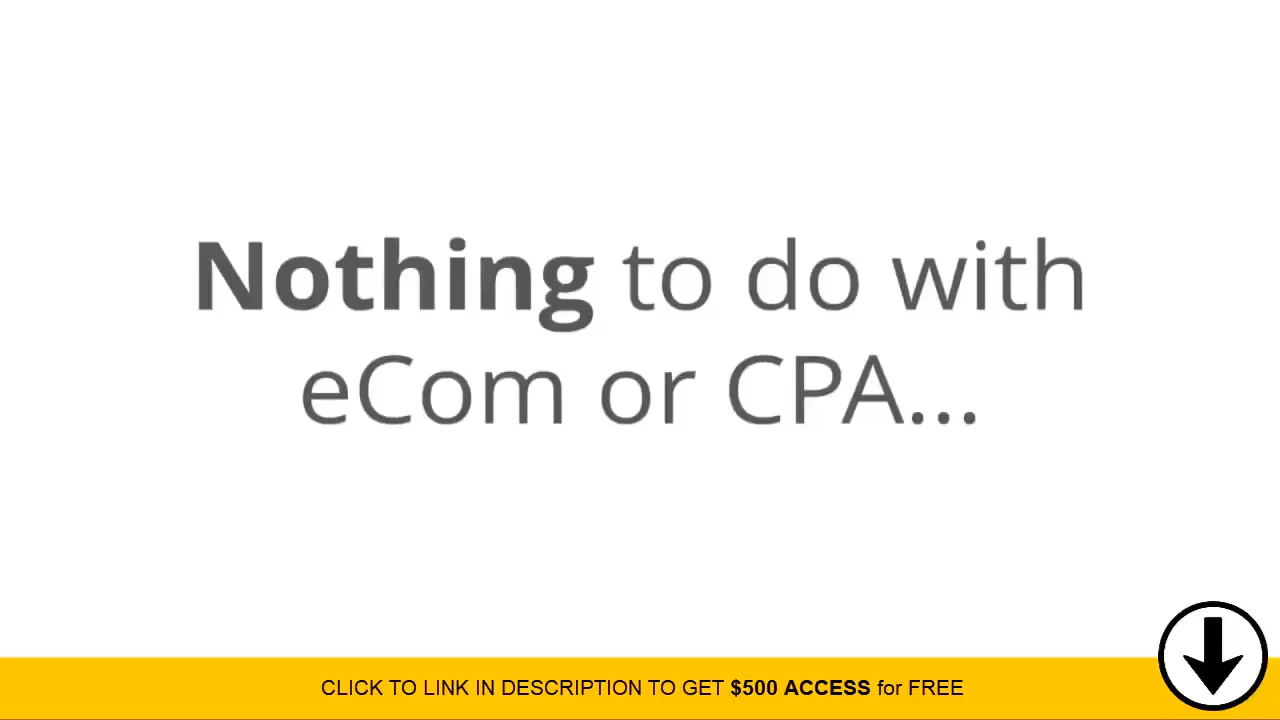 Nothing to do with
eCom or CPA...
CLICK TO LINK IN DESCRIPTION TO GET $500 ACCESS for FREE